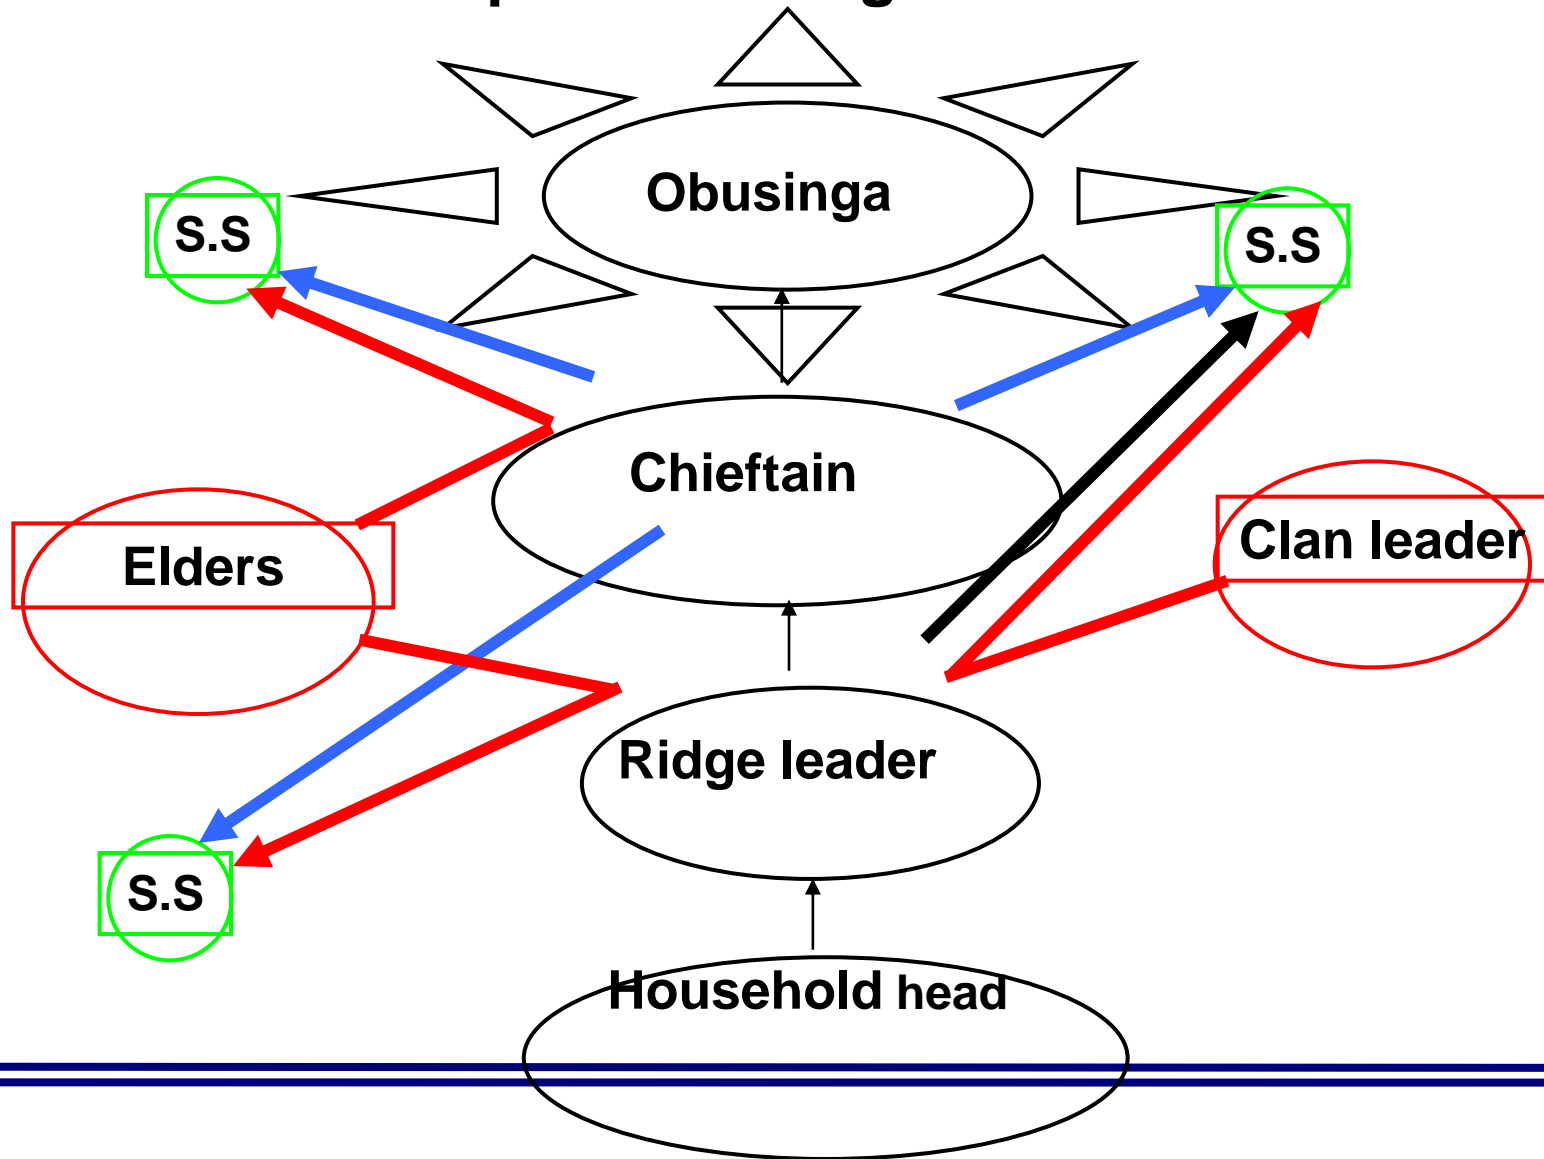 Obusinga
S.S
S.S
Chieftain
Elders
Clan leader
Ridge leader
S.S
Household head